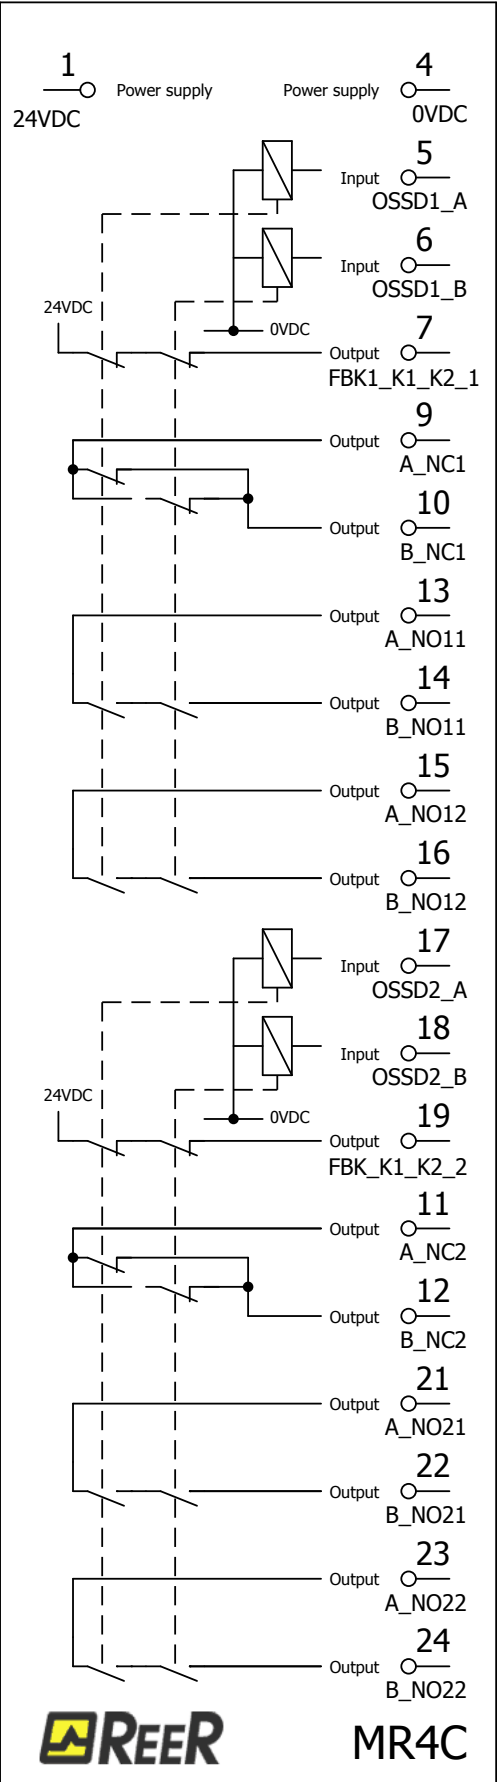 1 4
Power supply Power supply
24VDC 0VDC
5
Input
OSSD1_A
6
Input
OSSD1_B
24VDC
0VDC
7
Output
FBK1_K1_K2_1
9
Output
A_NC1
10
Output
B_NC1
13
Output
A_NO11
14
Output
B_NO11
15
Output
A_NO12
16
Output
B_NO12
17
Input
OSSD2_A
18
Input
OSSD2_B
24VDC
0VDC
19
Output
FBK_K1_K2_2
11
Output
A_NC2
12
Output
B_NC2
21
Output
A_NO21
22
Output
B_NO21
23
Output
A_NO22
24
Output
B_NO22
REER MR4C